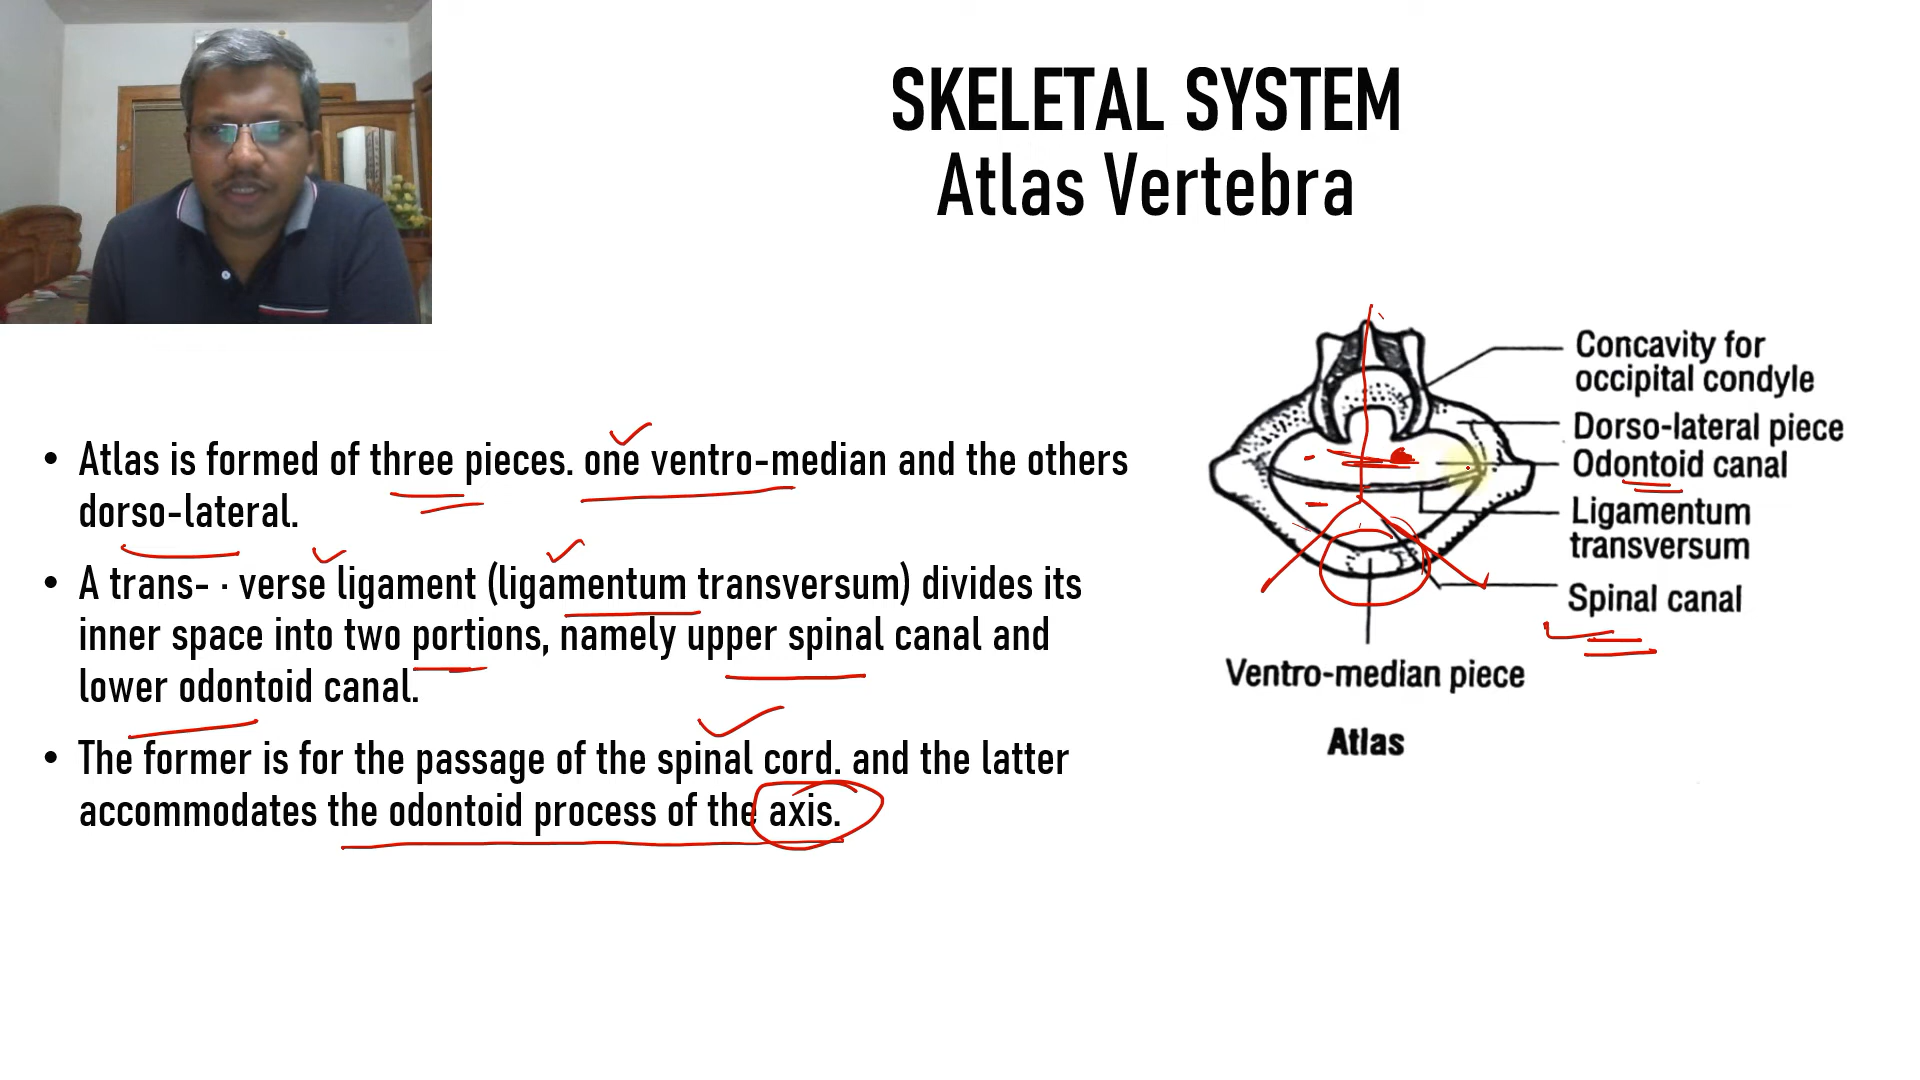 SKELETAL SYSTEM
Atlas Vertebra
• Atlas is formed of three pieces. one ventro-median and the others
dorso-lateral.
• A trans- · verse ligament (ligamentum transversum) divides its
inner space into two portions, namely upper spinal canal and
lower odontoid canal.
• The former is for the passage of the spinal cord. and the latter
accommodates the odontoid process of the axis.
Concavity for
occipital condyle
Dorso-lateral piece
Odontoid canal
Ligamentum
transversum
Spinal canal
Ventro-median piece
Atlas